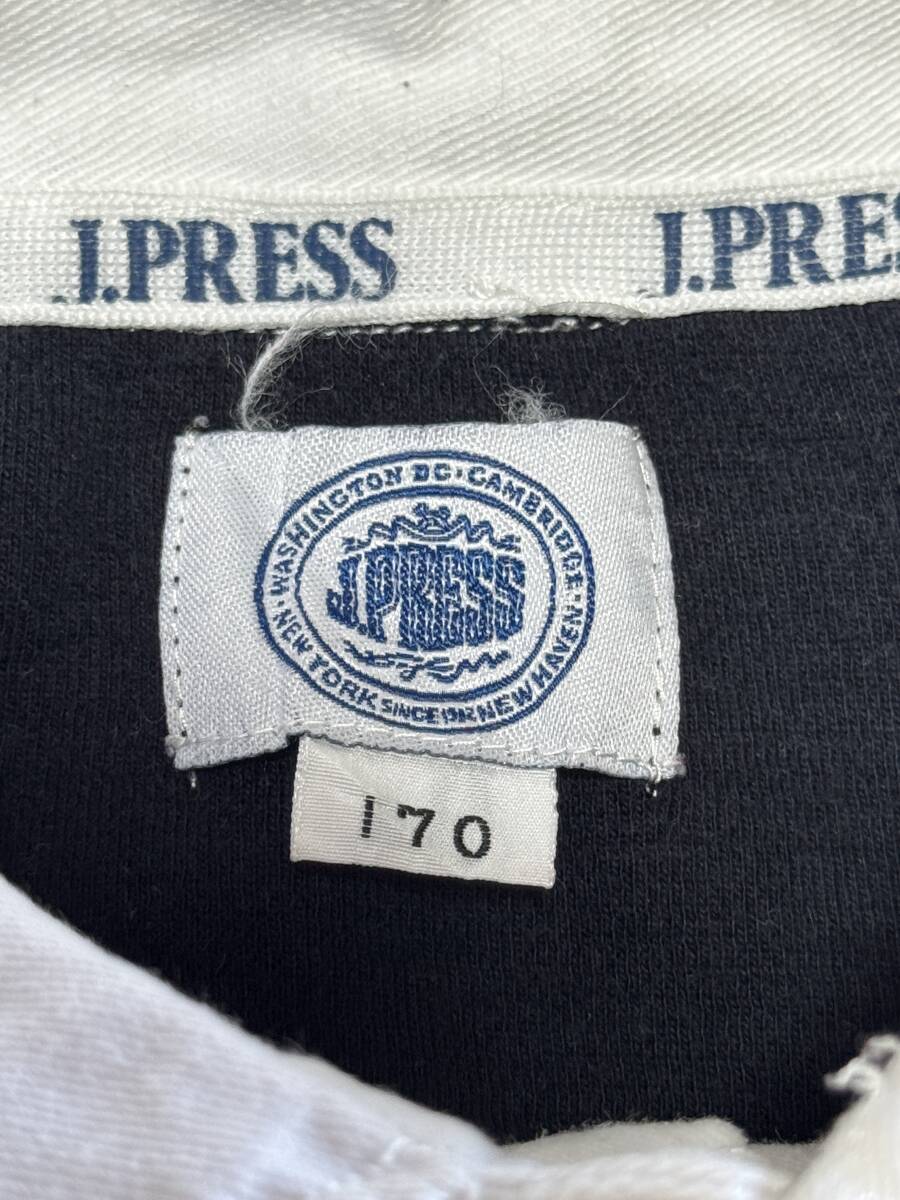 J.PRESS J.PRES
WASHINGTON DC · CAMBRIDGE ·
J.PRESS
· NEW YORK SINCE 1902 NEW HAVEN
170